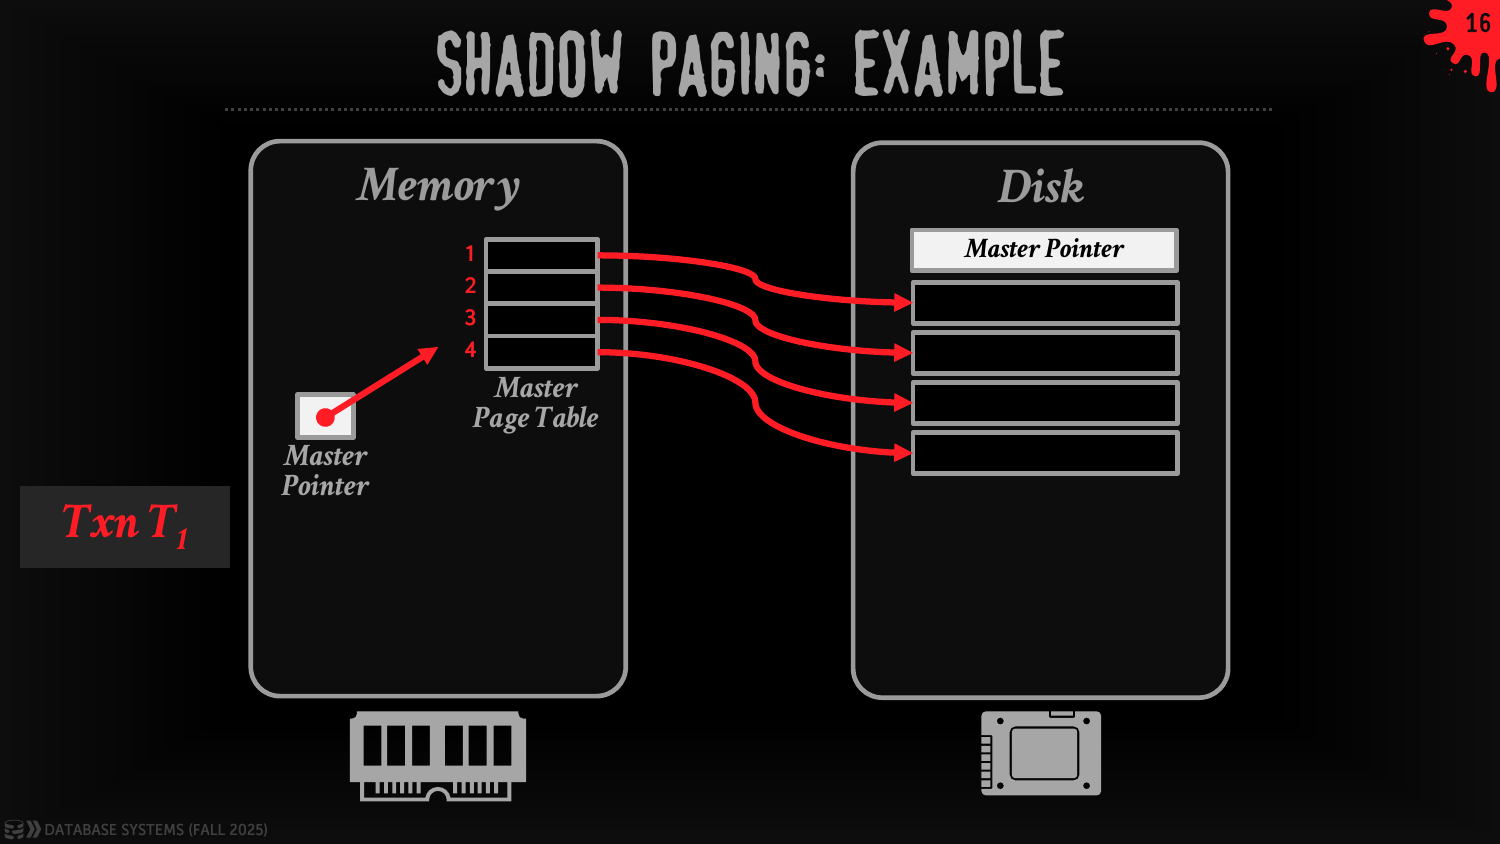 16
SHADOW PAGING: EXAMPLE
Memory
1
2
3
4
Master
Page Table
Master
Pointer
Txn T1
Disk
Master Pointer
DATABASE SYSTEMS (FALL 2025)